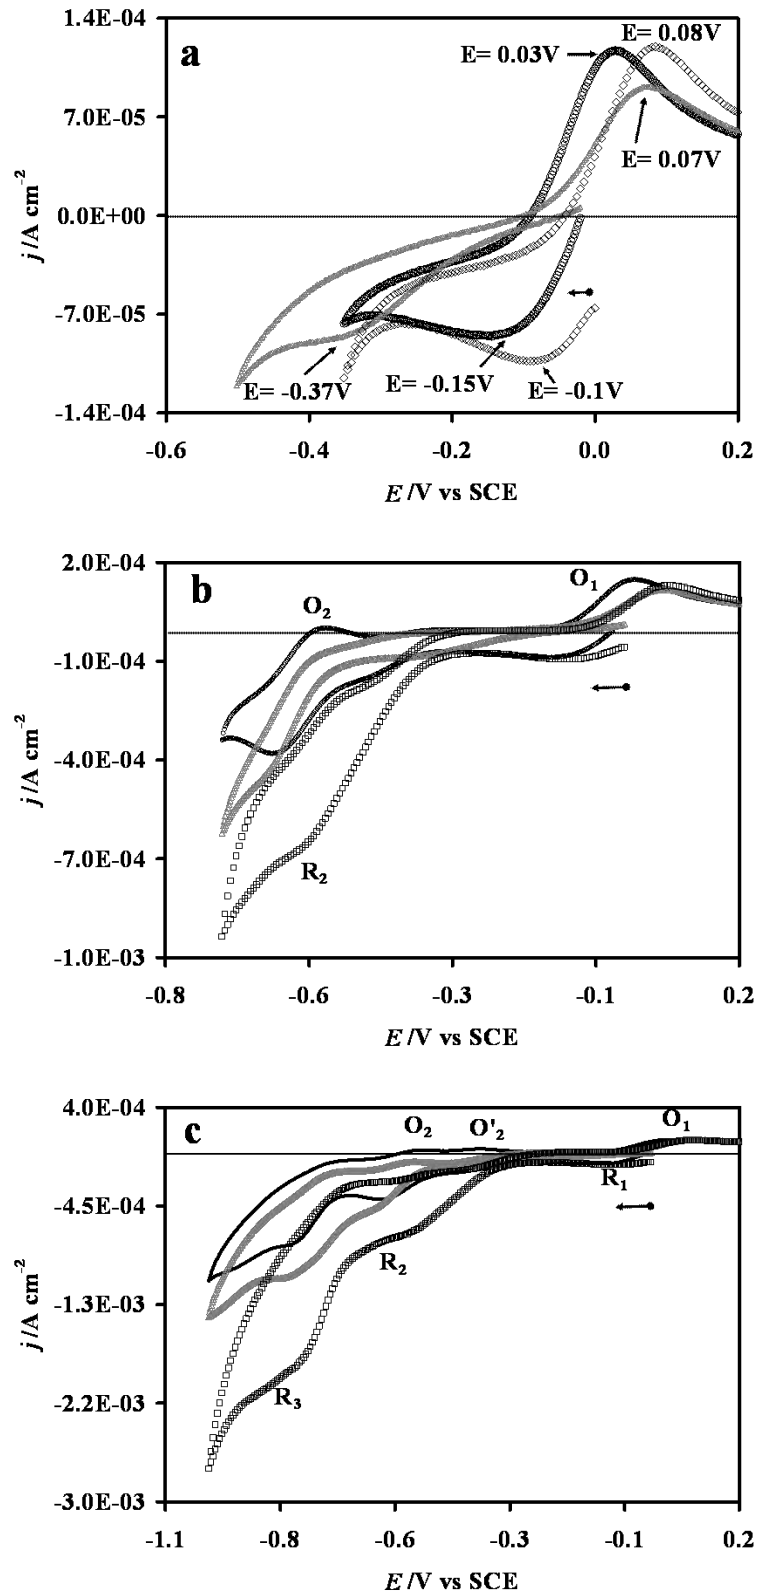 1.4E-04
a
E= 0.03V
E= 0.08V
7.0E-05
E= 0.07V
0.0E+00
j/A cm-2
-7.0E-05
E= -0.37V
E= -0.15V
E= -0.1V
-1.4E-04
-0.6 -0.4 -0.2 0.0 0.2
E /V vs SCE
2.0E-04
b
O2
O1
-1.0E-04
j/A cm-2
-4.0E-04
-7.0E-04
R2
-1.0E-03
-0.8 -0.6 -0.3 -0.1 0.2
E /V vs SCE
4.0E-04
c
O2 O'2 O1
R1
-4.5E-04
R2
j/A cm-2
-1.3E-03
R3
-2.2E-03
-3.0E-03
-1.1 -0.8 -0.6 -0.3 -0.1 0.2
E /V vs SCE